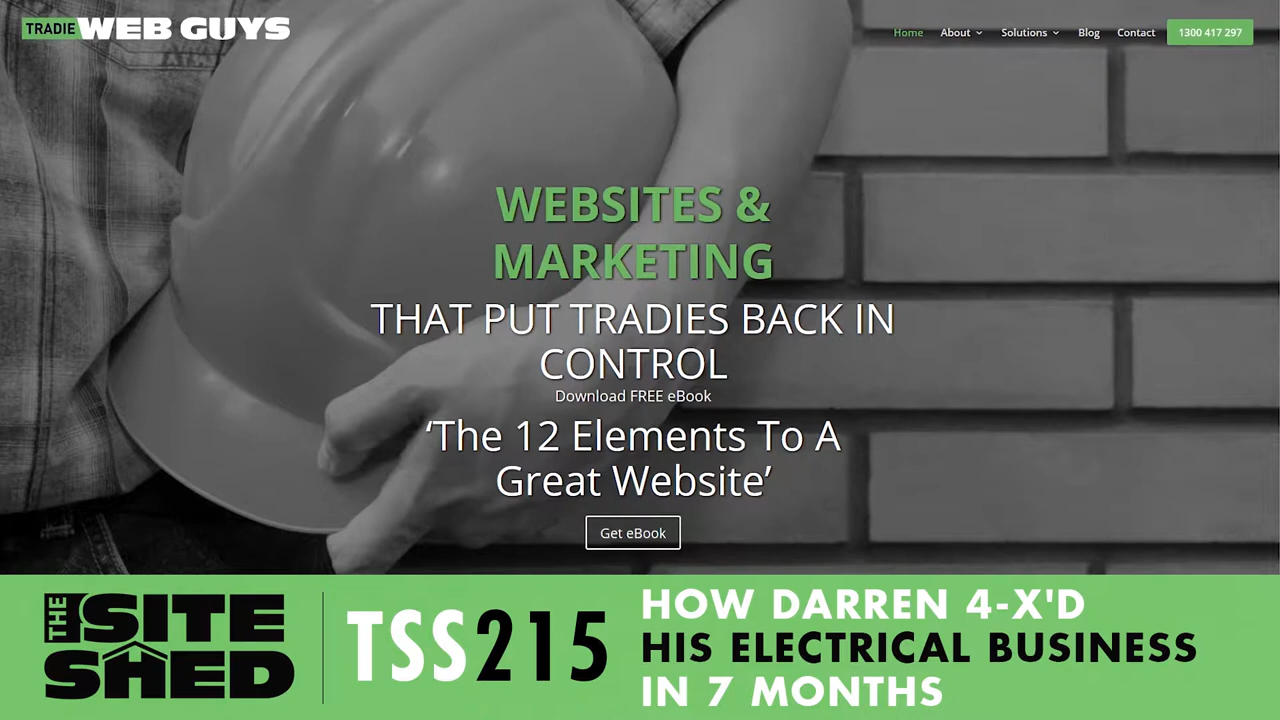 TRADIE WEB GUYS
Home About Solutions Blog Contact 1300 417 297
WEBSITES &
MARKETING
THAT PUT TRADIES BACK IN
CONTROL
Download FREE eBook
‘The 12 Elements To A
Great Website’
Get eBook
THE SITE
SHED
TSS215
HOW DARREN 4-X'D
HIS ELECTRICAL BUSINESS
IN 7 MONTHS